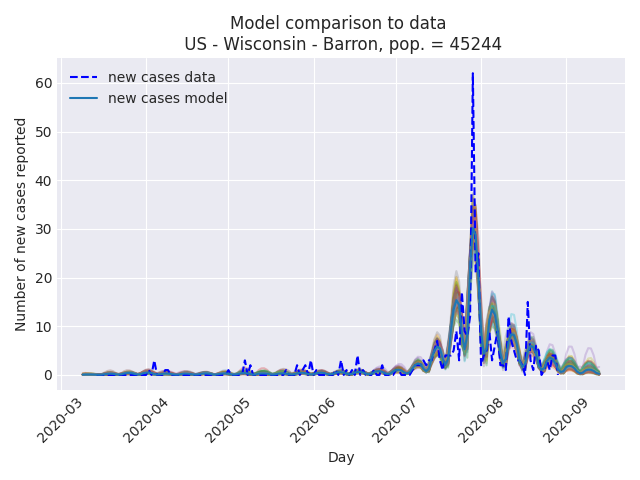 Model comparison to data
US - Wisconsin - Barron, pop. = 45244
new cases data
new cases model
Number of new cases reported
60
50
40
30
20
10
0
2020-03
2020-04
2020-05
2020-06
2020-07
2020-08
2020-09
Day